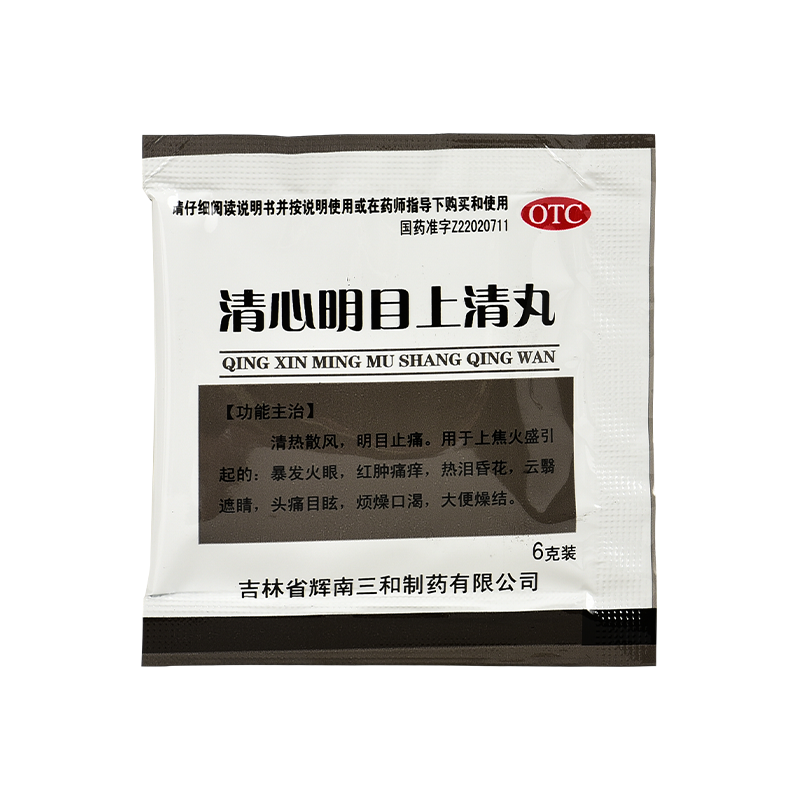 请仔细阅读说明书并按说明使用或在药师指导下购买和使用
OTC
国药准字Z22020711
清心明目上清丸
QING XIN MING MU SHANG QING WAN
【功能主治】
清热散风，明目止痛。用于上焦火盛引
起的：暴发火眼，红肿痛痒，热泪昏花，云翳
遮睛，头痛目眩，烦燥口渴，大便燥结。
6克装
吉林省辉南三和制药有限公司